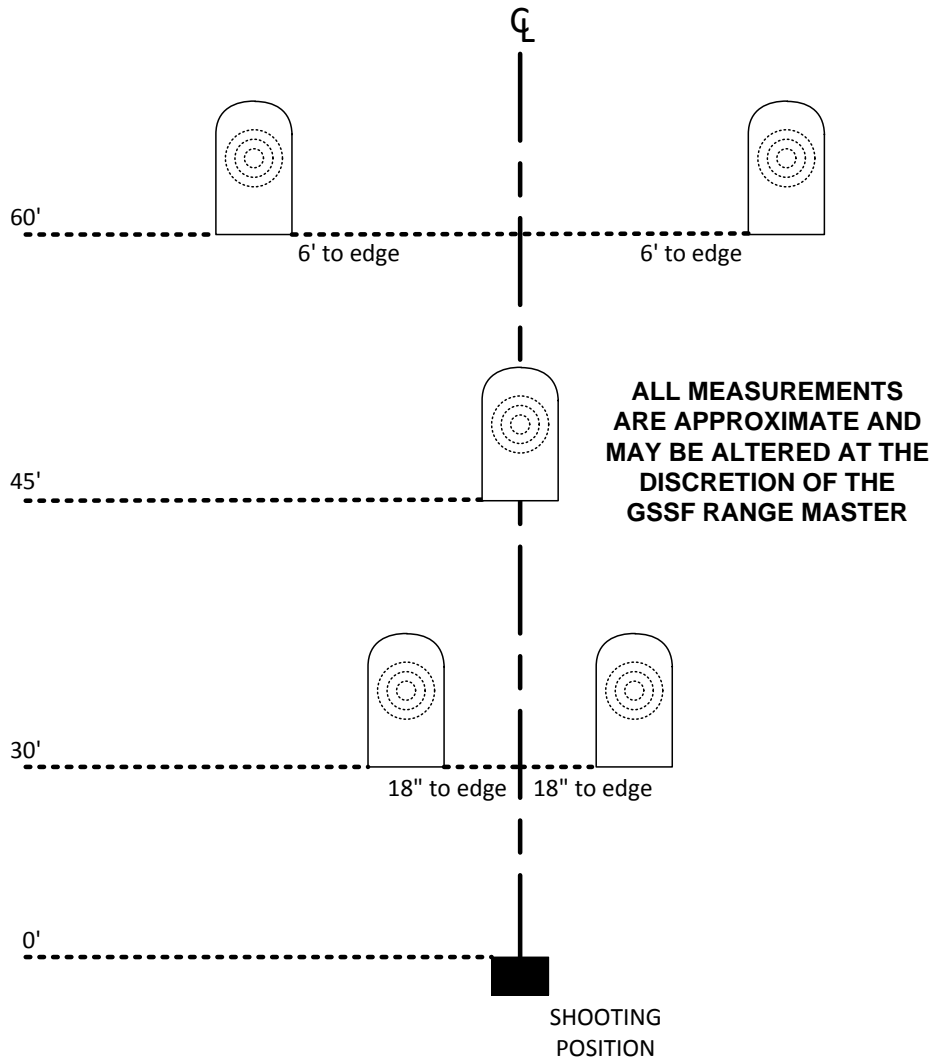 ℄
60'
6' to edge 6' to edge
ALL MEASUREMENTS
ARE APPROXIMATE AND
MAY BE ALTERED AT THE
DISCRETION OF THE
GSSF RANGE MASTER
45'
30'
18" to edge 18" to edge
0'
SHOOTING
POSITION